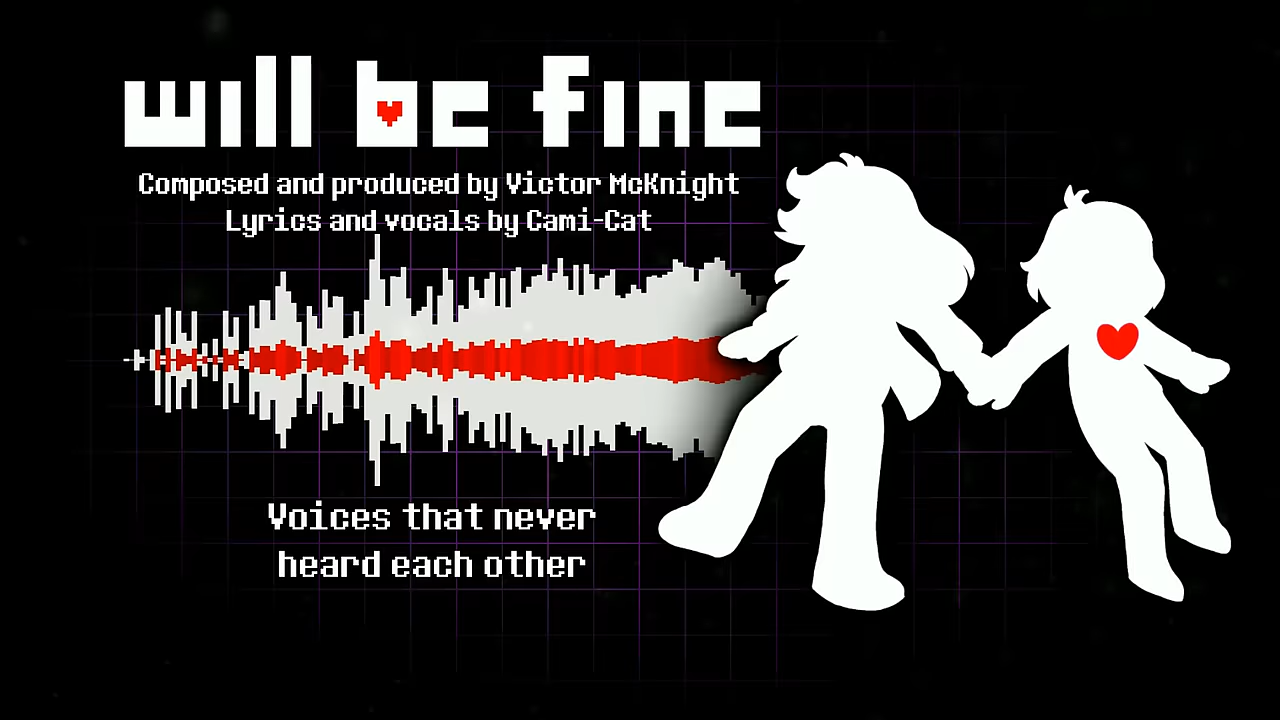 will be fine
Composed and produced by Victor McKnight
Lyrics and vocals by Cami-Cat
Voices that never
heard each other